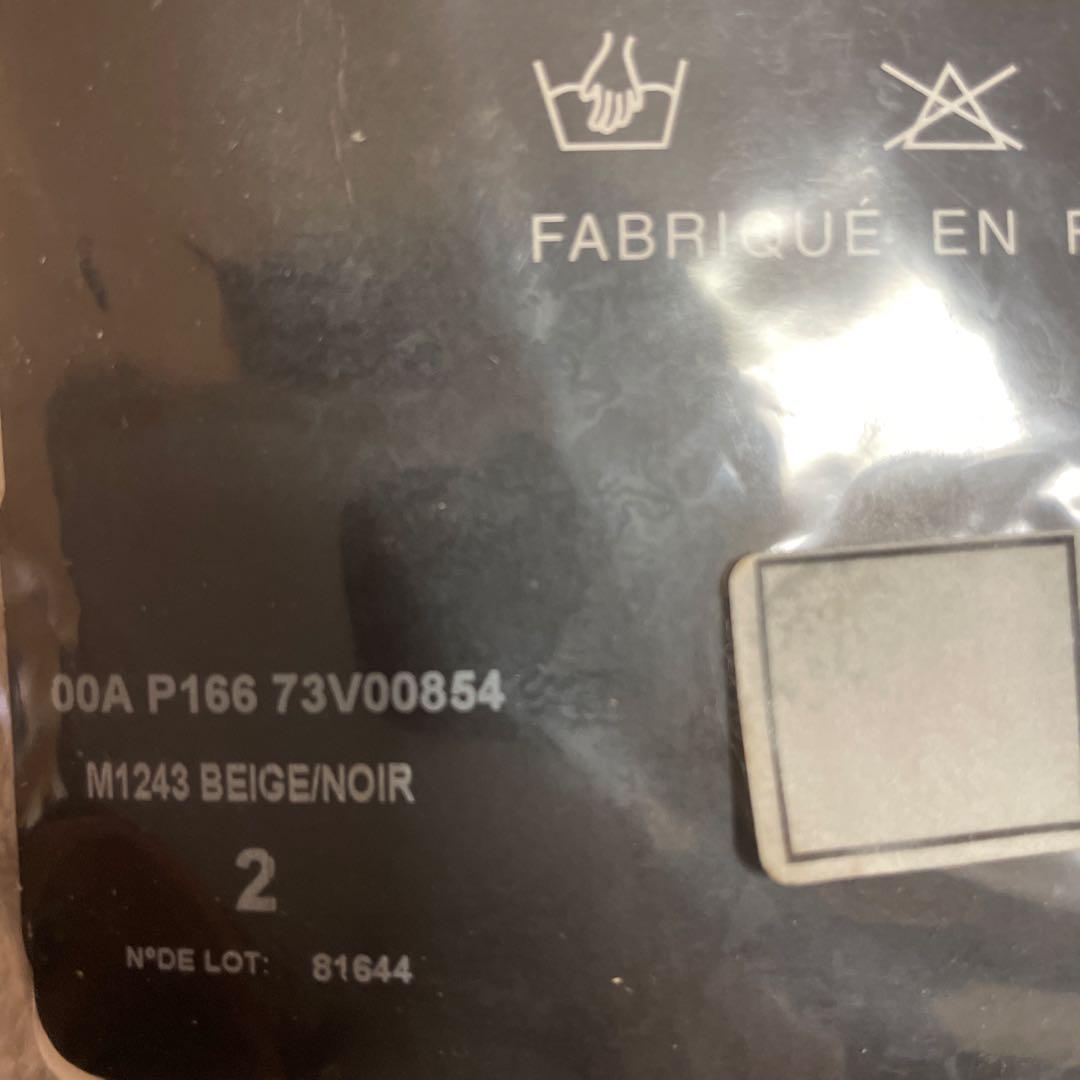 FABRIQUÉ EN F
00A P166 73V00854
M1243 BEIGE/NOIR
2
N°DE LOT: 81644